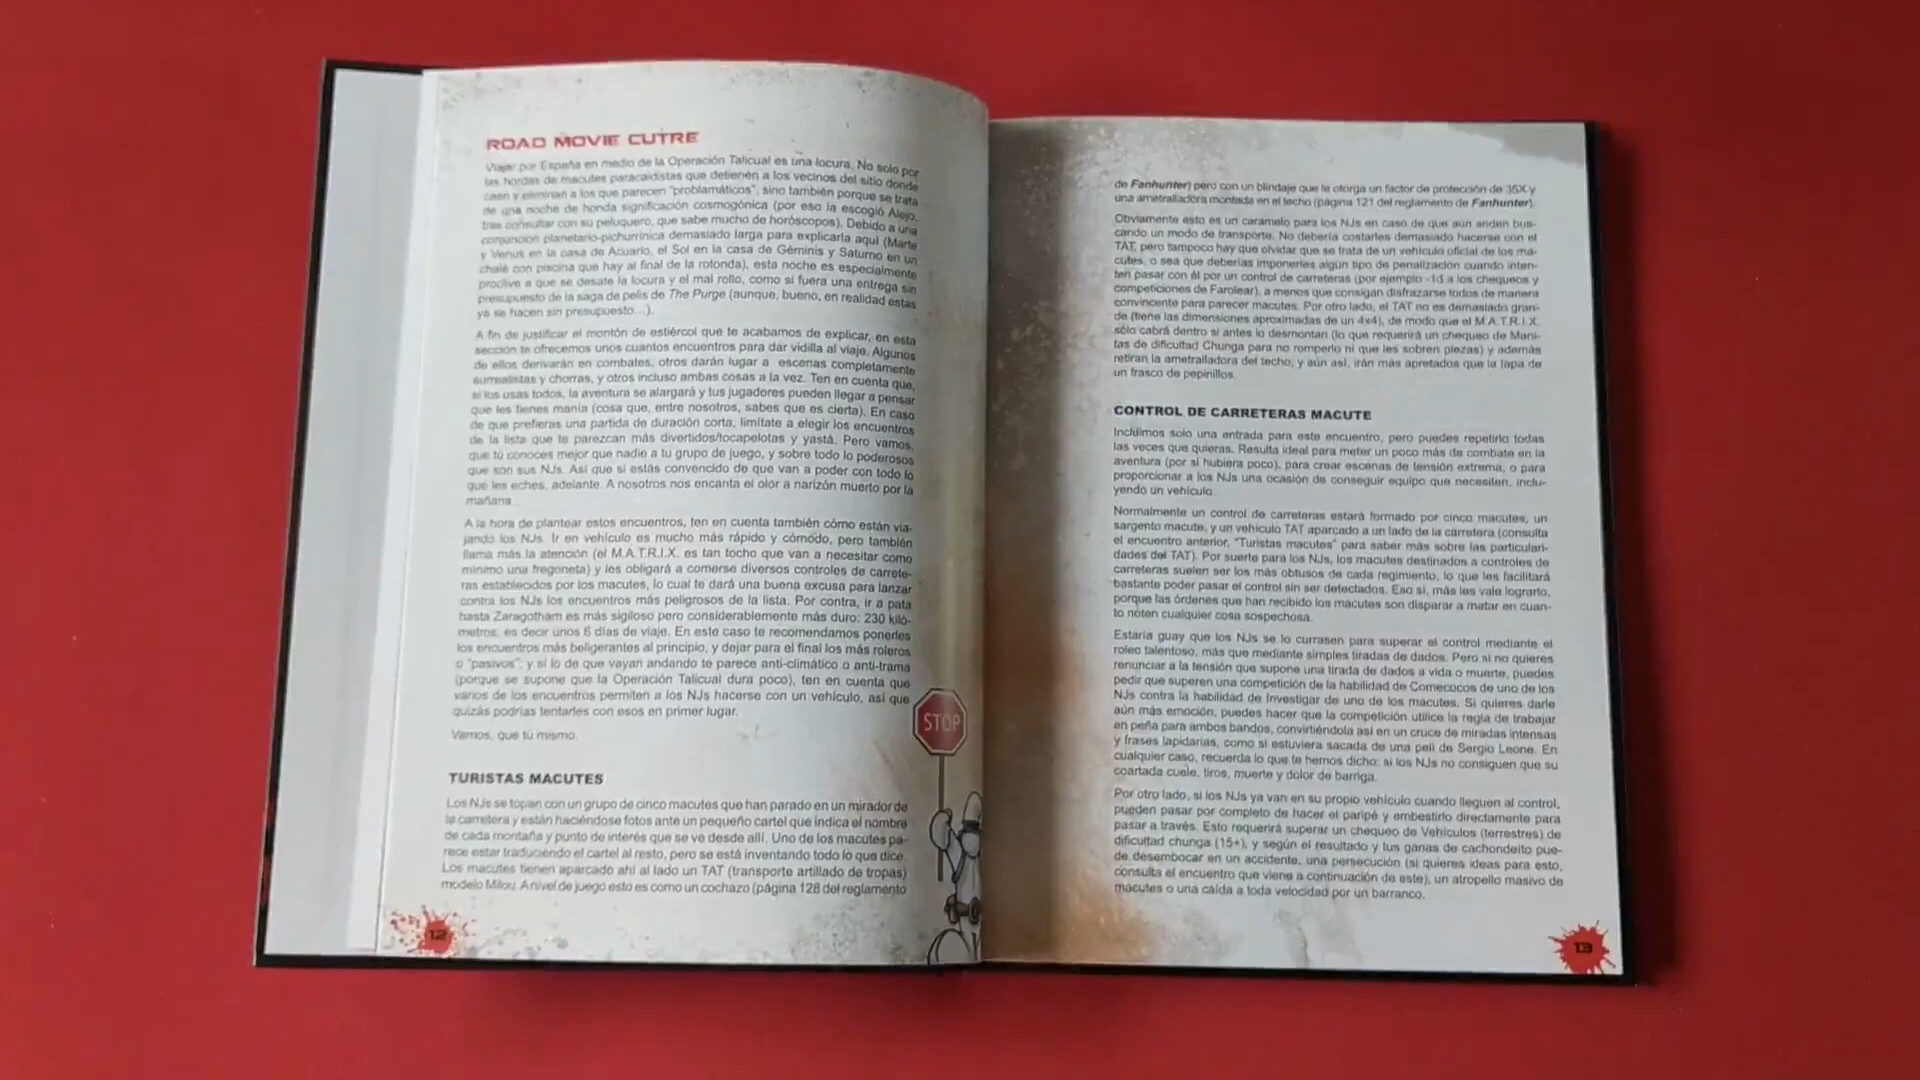 ROAD MOVIE CUTRE
Viajar por España en medio de la Operación Talicual es una locura. No solo por
las hordas de macutes paracaidistas que detienen a los vecinos del sitio donde
caen y eliminan a los que parecen "problamáticos", sino también porque se trata
de una noche de honda significación cosmogónica (por eso la escogió Alejo,
tras consultar con su peluquero, que sabe mucho de horóscopos). Debido a una
conjunción planetario-pichurrínica demasiado larga para explicarla aquí (Marte
y Venus en la casa de Acuario, el Sol en la casa de Géminis y Saturno en un
chalé con piscina que hay al final de la rotonda), esta noche es especialmente
proclive a que se desate la locura y el mal rollo, como si fuera una entrega sin
presupuesto de la saga de pelis de The Purge (aunque, bueno, en realidad estas
ya se hacen sin presupuesto...).
A fin de justificar el montón de estiércol que te acabamos de explicar, en esta
sección te ofrecemos unos cuantos encuentros para dar vidilla al viaje. Algunos
de ellos derivarán en combates, otros darán lugar a escenas completamente
surrealistas y chorras, y otros incluso ambas cosas a la vez. Ten en cuenta que,
si los usas todos, la aventura se alargará y tus jugadores pueden llegar a pensar
que les tienes manía (cosa que, entre nosotros, sabes que es cierta). En caso
de que prefieras una partida de duración corta, limítate a elegir los encuentros
de la lista que te parezcan más divertidos/tocapelotas y yastá. Pero vamos,
que tú conoces mejor que nadie a tu grupo de juego, y sobre todo lo poderosos
que son sus NJs. Así que si estás convencido de que van a poder con todo lo
que les eches, adelante. A nosotros nos encanta el olor a narizón muerto por la
mañana...
A la hora de plantear estos encuentros, ten en cuenta también cómo están via-
jando los NJs. Ir en vehículo es mucho más rápido y cómodo, pero también
llama más la atención (el M.A.T.R.I.X. es tan tocho que van a necesitar como
mínimo una fregoneta) y les obligará a comerse diversos controles de carrete-
ras establecidos por los macutes, lo cual te dará una buena excusa para lanzar
contra los NJs los encuentros más peligrosos de la lista. Por contra, ir a pata
hasta Zaragotham es más sigiloso pero considerablemente más duro: 230 kiló-
metros, es decir unos 6 días de viaje. En este caso te recomendamos ponerles
los encuentros más beligerantes al principio, y dejar para el final los más roleros
o "pasivos"; y si lo de que vayan andando te parece anti-climático o anti-trama
(porque se supone que la Operación Talicual dura poco), ten en cuenta que
varios de los encuentros permiten a los NJs hacerse con un vehículo, así que
quizás podrías tentarles con esos en primer lugar.
Vamos, que tú mismo.
TURISTAS MACUTES
Los NJs se topan con un grupo de cinco macutes que han parado en un mirador de
la carretera y están haciéndose fotos ante un pequeño cartel que indica el nombre
de cada montaña y punto de interés que se ve desde allí. Uno de los macutes pa-
rece estar traduciendo el cartel al resto, pero se está inventando todo lo que dice.
Los macutes tienen aparcado ahí al lado un TAT (transporte artillado de tropas)
modelo Milou. A nivel de juego esto es como un cochazo (página 128 del reglamento
STOP
12
de Fanhunter) pero con un blindaje que le otorga un factor de protección de 35X y
una ametralladora montada en el techo (página 121 del reglamento de Fanhunter).
Obviamente esto es un caramelo para los NJs en caso de que aun anden bus-
cando un modo de transporte. No debería costarles demasiado hacerse con el
TAT, pero tampoco hay que olvidar que se trata de un vehículo oficial de los ma-
cutes, o sea que deberías imponerles algún tipo de penalización cuando inten-
ten pasar con él por un control de carreteras (por ejemplo -1d a los chequeos y
competiciones de Farolear), a menos que consigan disfrazarse todos de manera
convincente para parecer macutes. Por otro lado, el TAT no es demasiado gran-
de (tiene las dimensiones aproximadas de un 4x4), de modo que el M.A.T.R.I.X.
sólo cabrá dentro si antes lo desmontan (lo que requerirá un chequeo de Mani-
tas de dificultad Chunga para no romperlo ni que les sobren piezas) y además
retiran la ametralladora del techo; y aún así, irán más apretados que la tapa de
un frasco de pepinillos.
CONTROL DE CARRETERAS MACUTE
Incluimos solo una entrada para este encuentro, pero puedes repetirlo todas
las veces que quieras. Resulta ideal para meter un poco más de combate en la
aventura (por si hubiera poco), para crear escenas de tensión extrema, o para
proporcionar a los NJs una ocasión de conseguir equipo que necesiten, inclu-
yendo un vehículo.
Normalmente un control de carreteras estará formado por cinco macutes, un
sargento macute, y un vehículo TAT aparcado a un lado de la carretera (consulta
el encuentro anterior, "Turistas macutes" para saber más sobre las particulari-
dades del TAT). Por suerte para los NJs, los macutes destinados a controles de
carreteras suelen ser los más obtusos de cada regimiento, lo que les facilitará
bastante poder pasar el control sin ser detectados. Eso sí, más les vale lograrlo,
porque las órdenes que han recibido los macutes son disparar a matar en cuan-
to noten cualquier cosa sospechosa.
Estaría guay que los NJs se lo currasen para superar el control mediante el
roleo talentoso, más que mediante simples tiradas de dados. Pero si no quieres
renunciar a la tensión que supone una tirada de dados a vida o muerte, puedes
pedir que superen una competición de la habilidad de Comecocos de uno de los
NJs contra la habilidad de Investigar de uno de los macutes. Si quieres darle
aún más emoción, puedes hacer que la competición utilice la regla de trabajar
en peña para ambos bandos, convirtiéndola así en un cruce de miradas intensas
y frases lapidarias, como si estuviera sacada de una peli de Sergio Leone. En
cualquier caso, recuerda lo que te hemos dicho: si los NJs no consiguen que su
coartada cuele, tiros, muerte y dolor de barriga.
Por otro lado, si los NJs ya van en su propio vehículo cuando lleguen al control,
pueden pasar por completo de hacer el paripé y embestirlo directamente para
pasar a través. Esto requerirá superar un chequeo de Vehículos (terrestres) de
dificultad chunga (15+), y según el resultado y tus ganas de cachondeito pue-
de desembocar en un accidente, una persecución (si quieres ideas para esto,
consulta el encuentro que viene a continuación de este), un atropello masivo de
macutes o una caída a toda velocidad por un barranco.
13